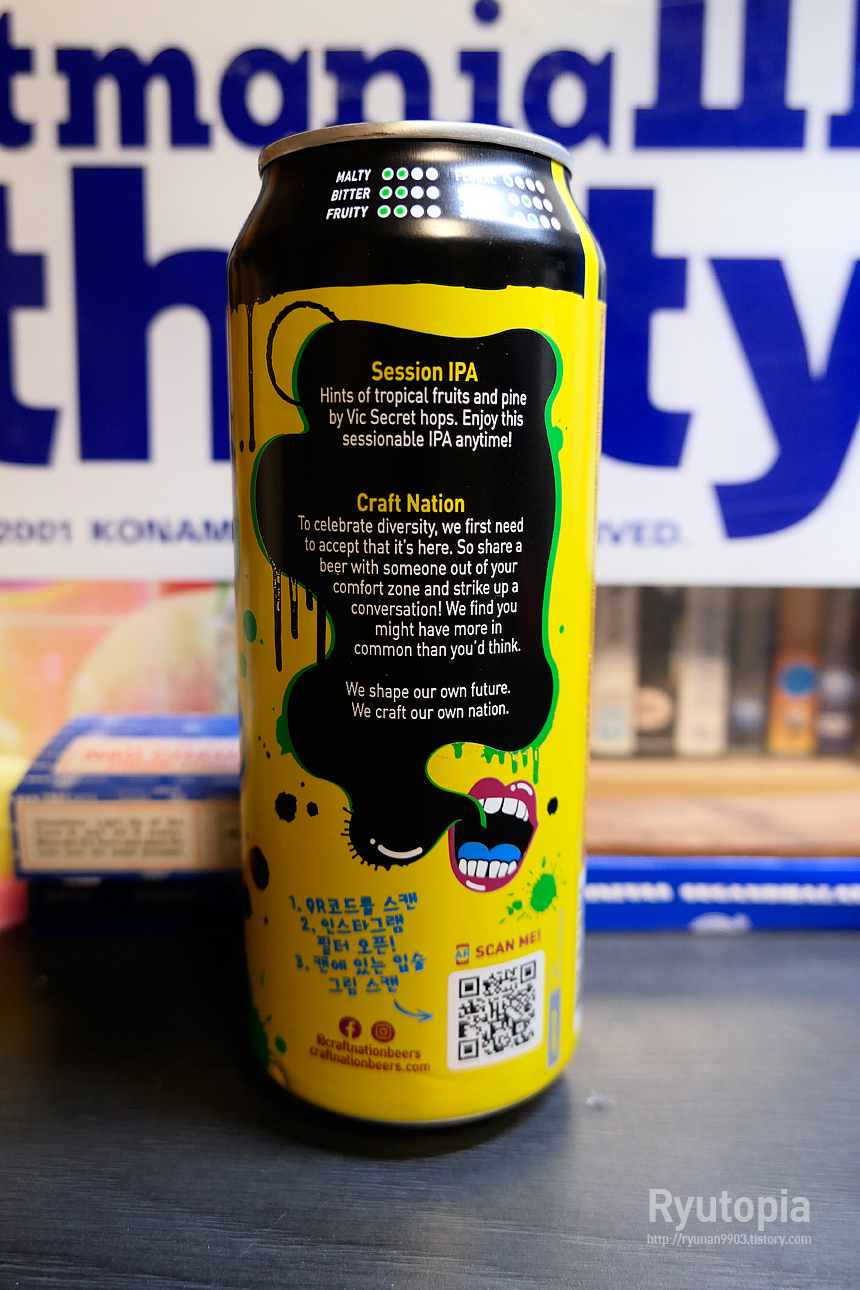 tmania III
th ty
2001 KONAM VED.
MALTY
BITTER
FRUITY
FLORAL
Session IPA
Hints of tropical fruits and pine
by Vic Secret hops. Enjoy this
sessionable IPA anytime!
Craft Nation
To celebrate diversity, we first need
to accept that it's here. So share a
beer with someone out of your
comfort zone and strike up a
conversation! We find you
might have more in
common than you'd think.
We shape our own future.
We craft our own nation.
1. QR코드를 스캔
2. 인스타그램
필터 오픈!
3. 캔에 있는 입술
그림 스캔
AR SCAN ME!
@craftnationbeers
craftnationbeers.com
Ryutopia
http://ryunan9903.tistory.com